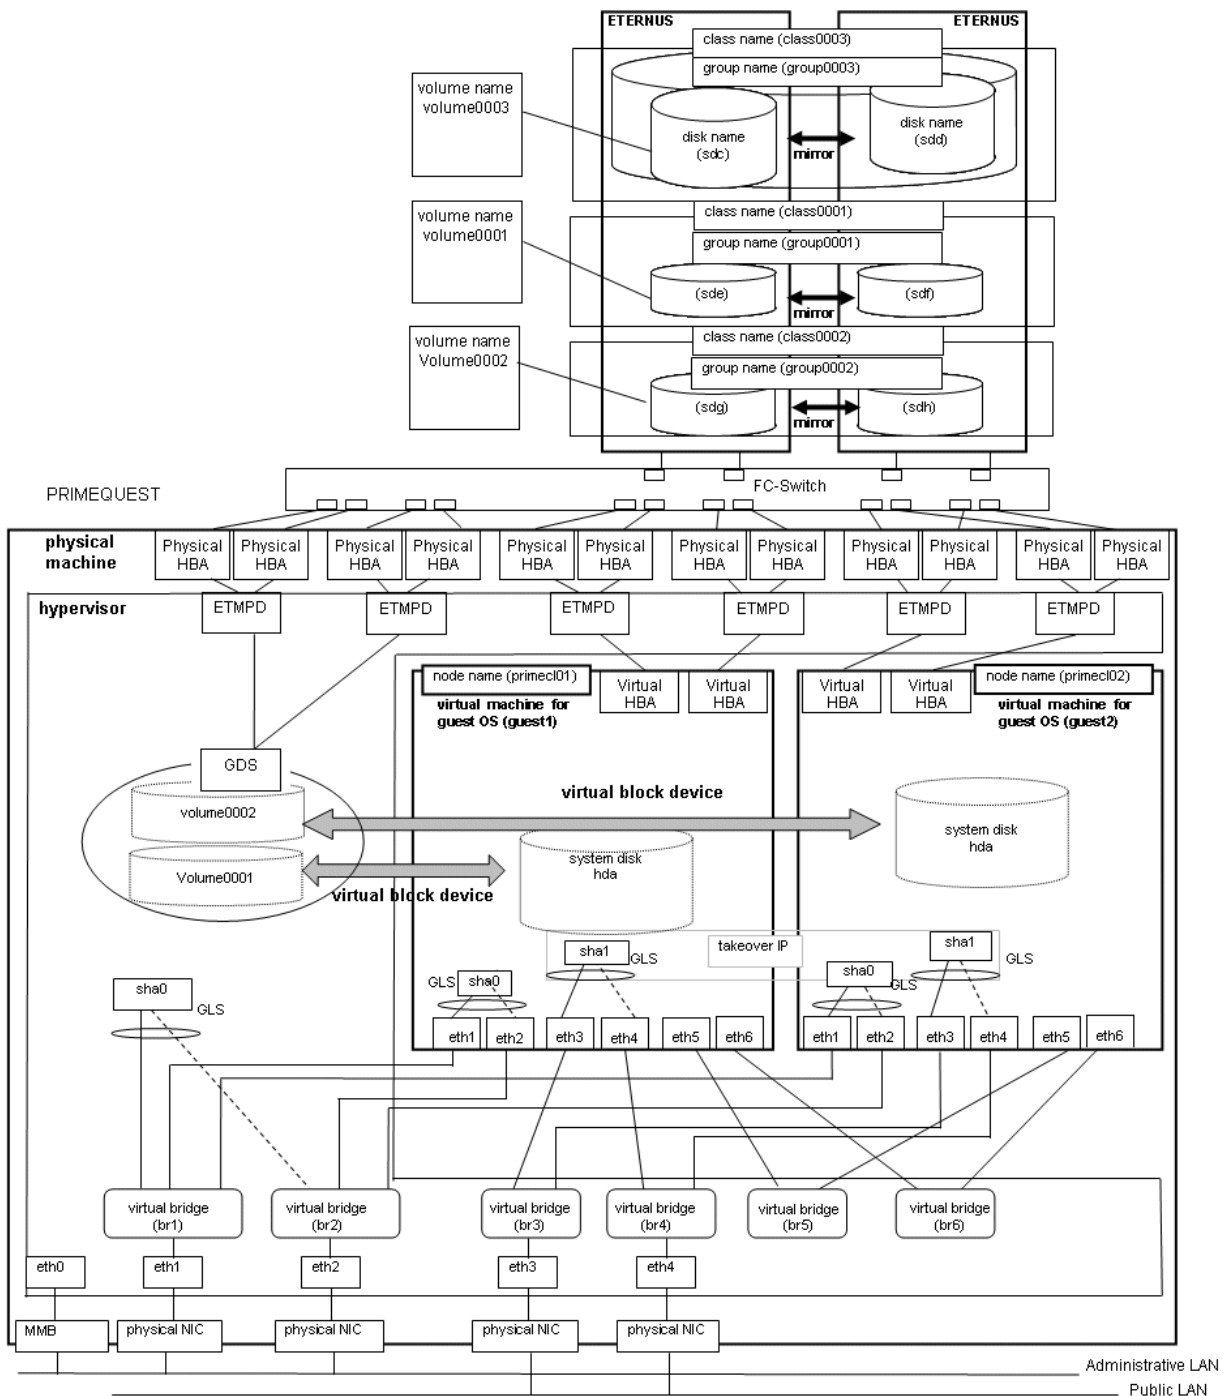 ETERNUS
ETERNUS
class name (class0003)
group name (group0003)
volume name
volume0003
disk name
(sdc)
disk name
(sdd)
mirror
class name (class0001)
volume name
volume0001
group name (group0001)
(sde)
(sdf)
mirror
class name (class0002)
volume name
Volume0002
group name (group0002)
(sdg)
(sdh)
mirror
FC-Switch
PRIMEQUEST
physical
machine
Physical
HBA
Physical
HBA
Physical
HBA
Physical
HBA
Physical
HBA
Physical
HBA
Physical
HBA
Physical
HBA
Physical
HBA
Physical
HBA
Physical
HBA
Physical
HBA
hypervisor
ETMPD
ETMPD
ETMPD
ETMPD
ETMPD
ETMPD
node name (primecl01)
virtual machine for
guest OS (guest1)
Virtual
HBA
Virtual
HBA
Virtual
HBA
Virtual
HBA
node name (primecl02)
virtual machine for
guest OS (guest2)
GDS
volume0002
virtual block device
system disk
hda
Volume0001
system disk
hda
virtual block device
sha1
GLS
takeover IP
sha1
GLS
GLS
sha0
sha0
GLS
sha0
GLS
eth1
eth2
eth3
eth4
eth5
eth6
eth1
eth2
eth3
eth4
eth5
eth6
virtual bridge
(br1)
virtual bridge
(br2)
virtual bridge
(br3)
virtual bridge
(br4)
virtual bridge
(br5)
virtual bridge
(br6)
eth0
eth1
eth2
eth3
eth4
MMB
physical NIC
physical NIC
physical NIC
physical NIC
Administrative LAN
Public LAN